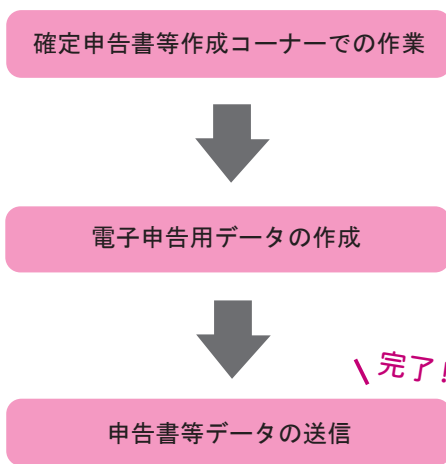 確定申告書等作成コーナーでの作業
電子申告用データの作成
完了!
申告書等データの送信